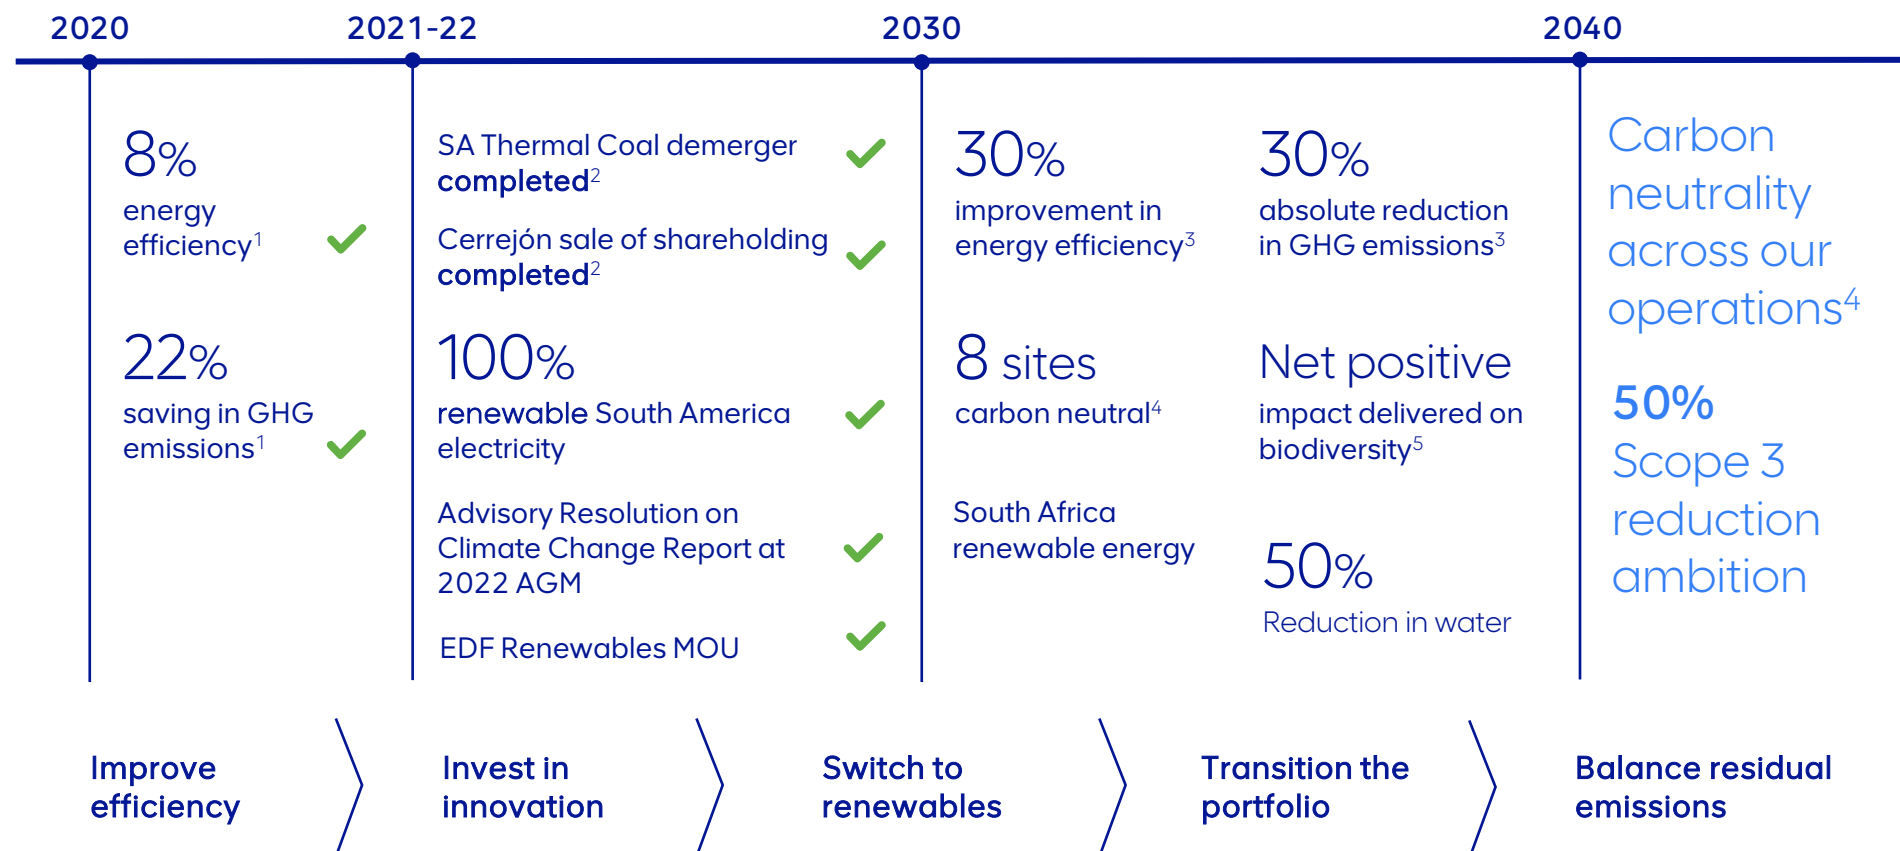 2020
2021-22
2030
2040
8%
energy
efficiency1
22%
saving in GHG
emissions1
SA Thermal Coal demerger
completed2
Cerrejón sale of shareholding
completed2
100%
renewable South America
electricity
Advisory Resolution on
Climate Change Report at
2022 AGM
EDF Renewables MOU
30%
improvement in
energy efficiency3
8 sites
carbon neutral4
South Africa
renewable energy
30%
absolute reduction
in GHG emissions3
Net positive
impact delivered on
biodiversity5
50%
Reduction in water
Carbon
neutrality
across our
operations4
50%
Scope 3
reduction
ambition
Improve
efficiency
Invest in
innovation
Switch to
renewables
Transition the
portfolio
Balance residual
emissions